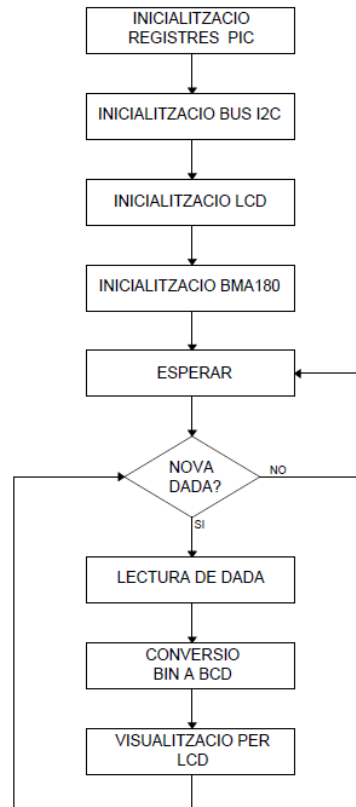 INICIALITZACIO
REGISTRES PIC
INICIALITZACIO BUS I2C
INICIALITZACIO LCD
INICIALITZACIO BMA180
ESPERAR
NOVA
DADA?
NO
SI
LECTURA DE DADA
CONVERSIO
BIN A BCD
VISUALITZACIO PER
LCD